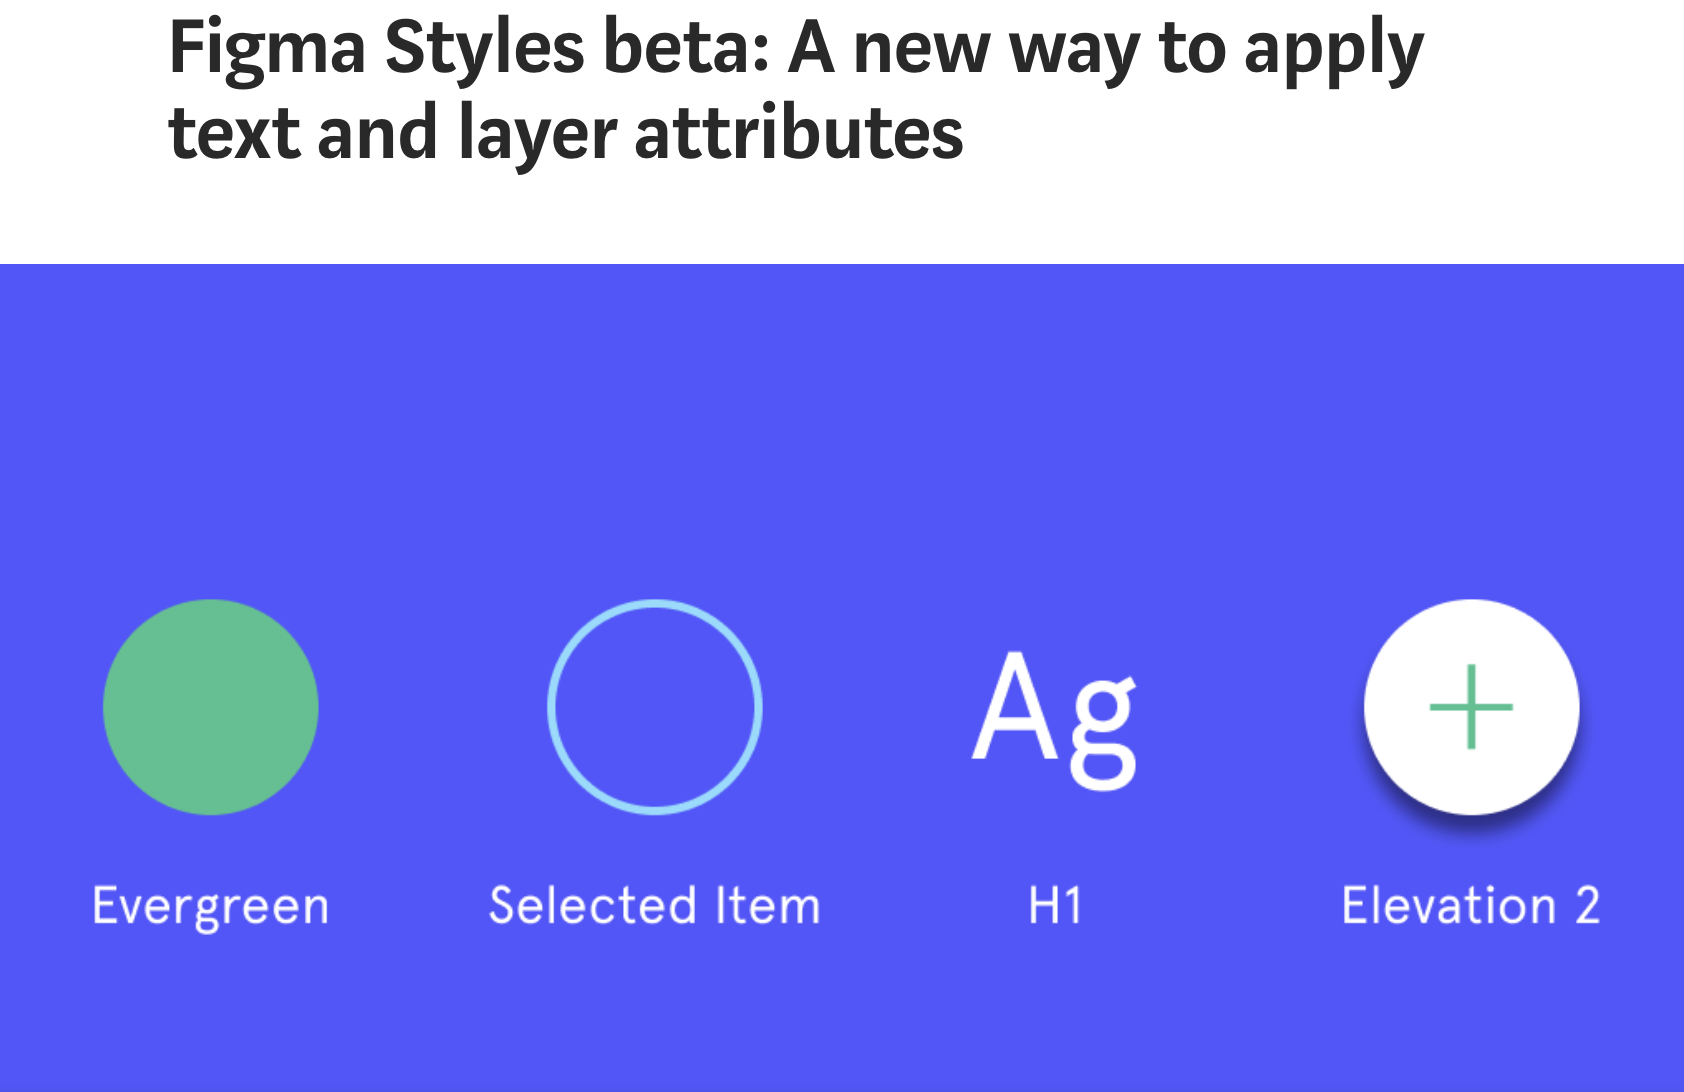 Figma Styles beta: A new way to apply
text and layer attributes
Ag
Evergreen
Selected Item
H1
Elevation 2